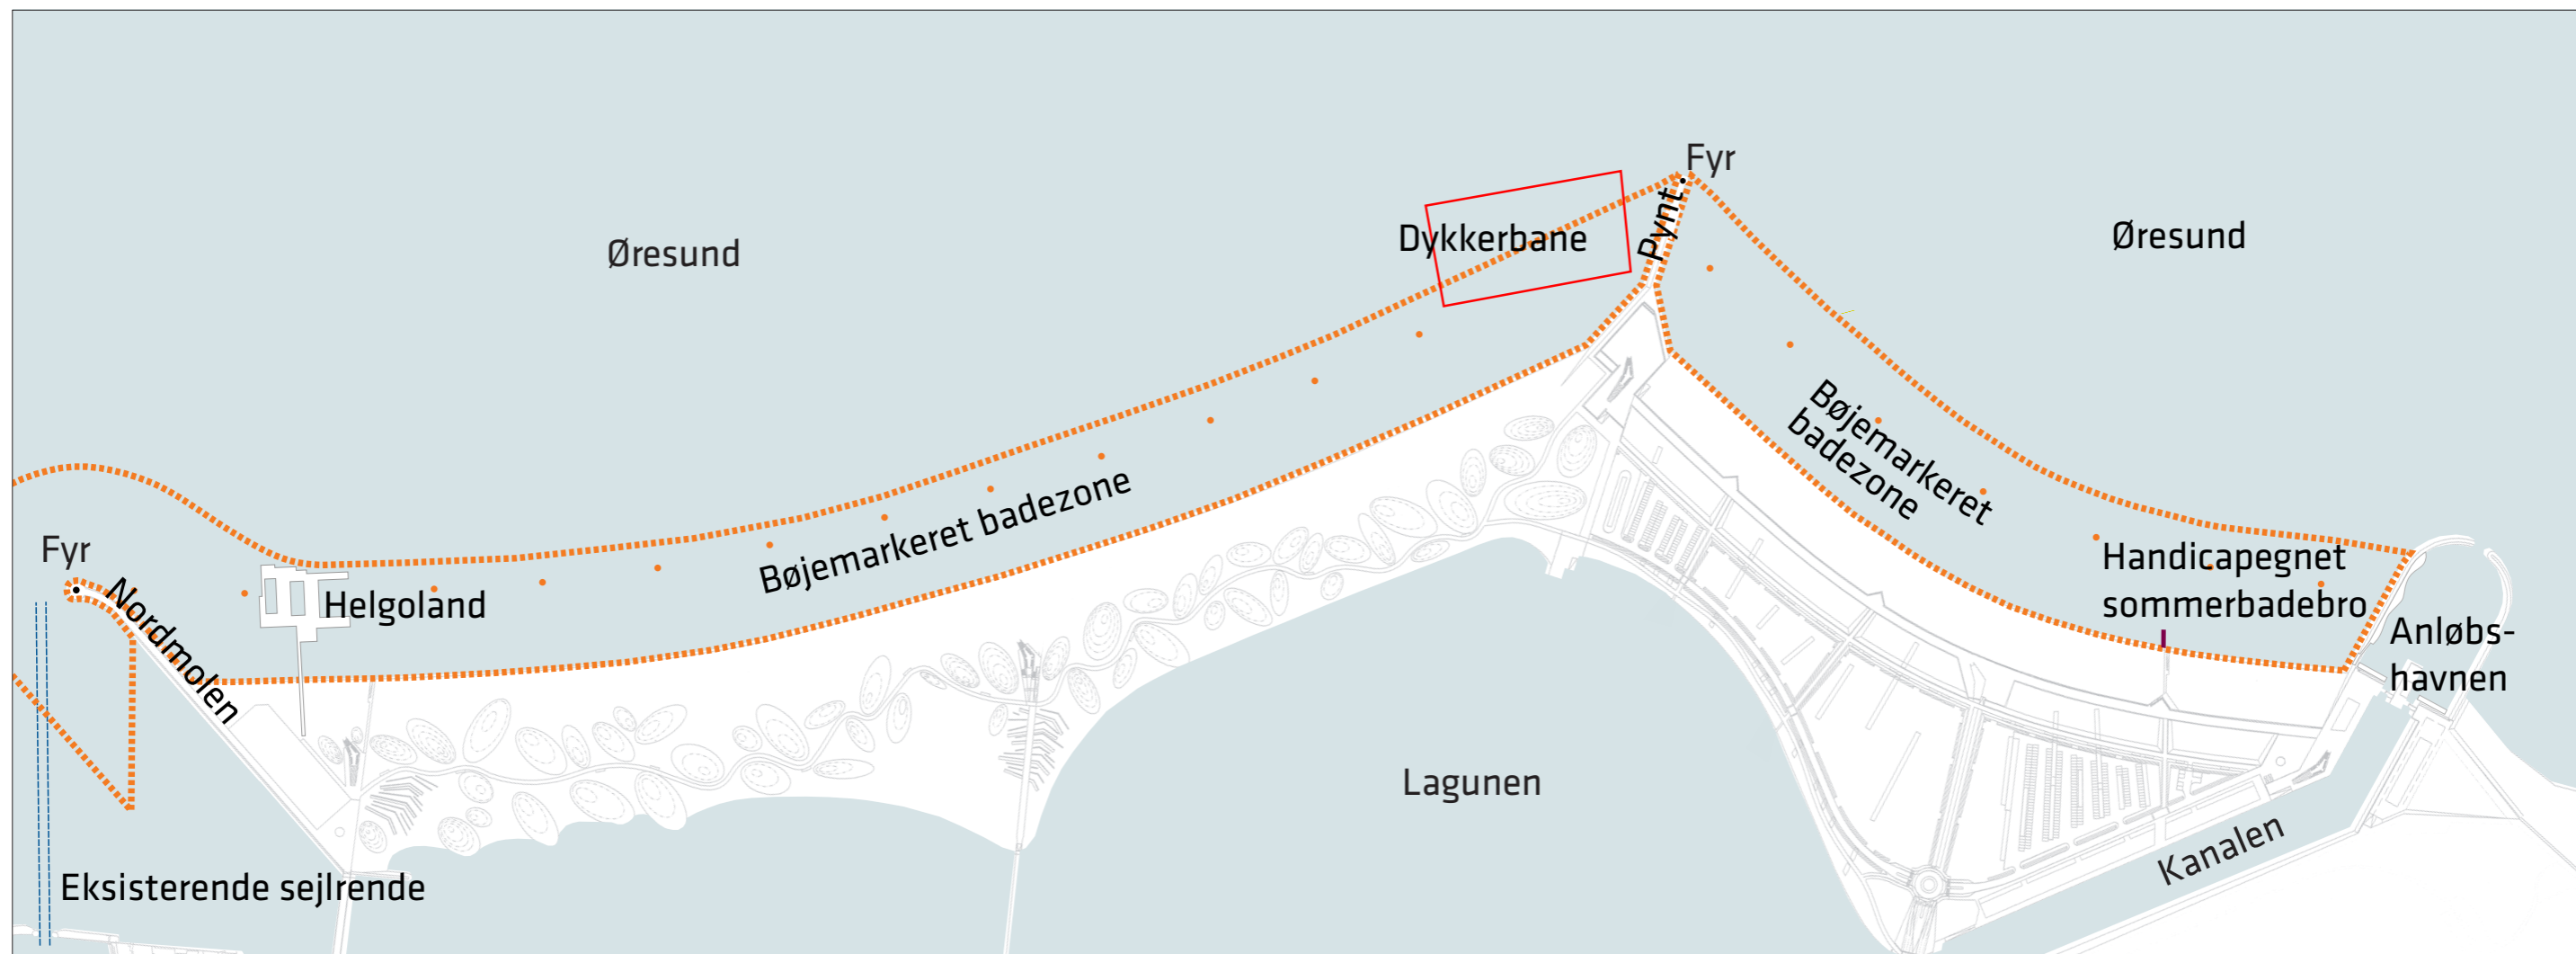 Fyr
Øresund
Øresund
Dykkerbane
Pynt
Bøjemarkeret
badezone
Bøjemarkeret badezone
Fyr
Nordmolen
Helgoland
Handicapegnet
sommerbadebro
Anløbs-
havnen
Lagunen
Kanalen
Eksisterende sejlrende